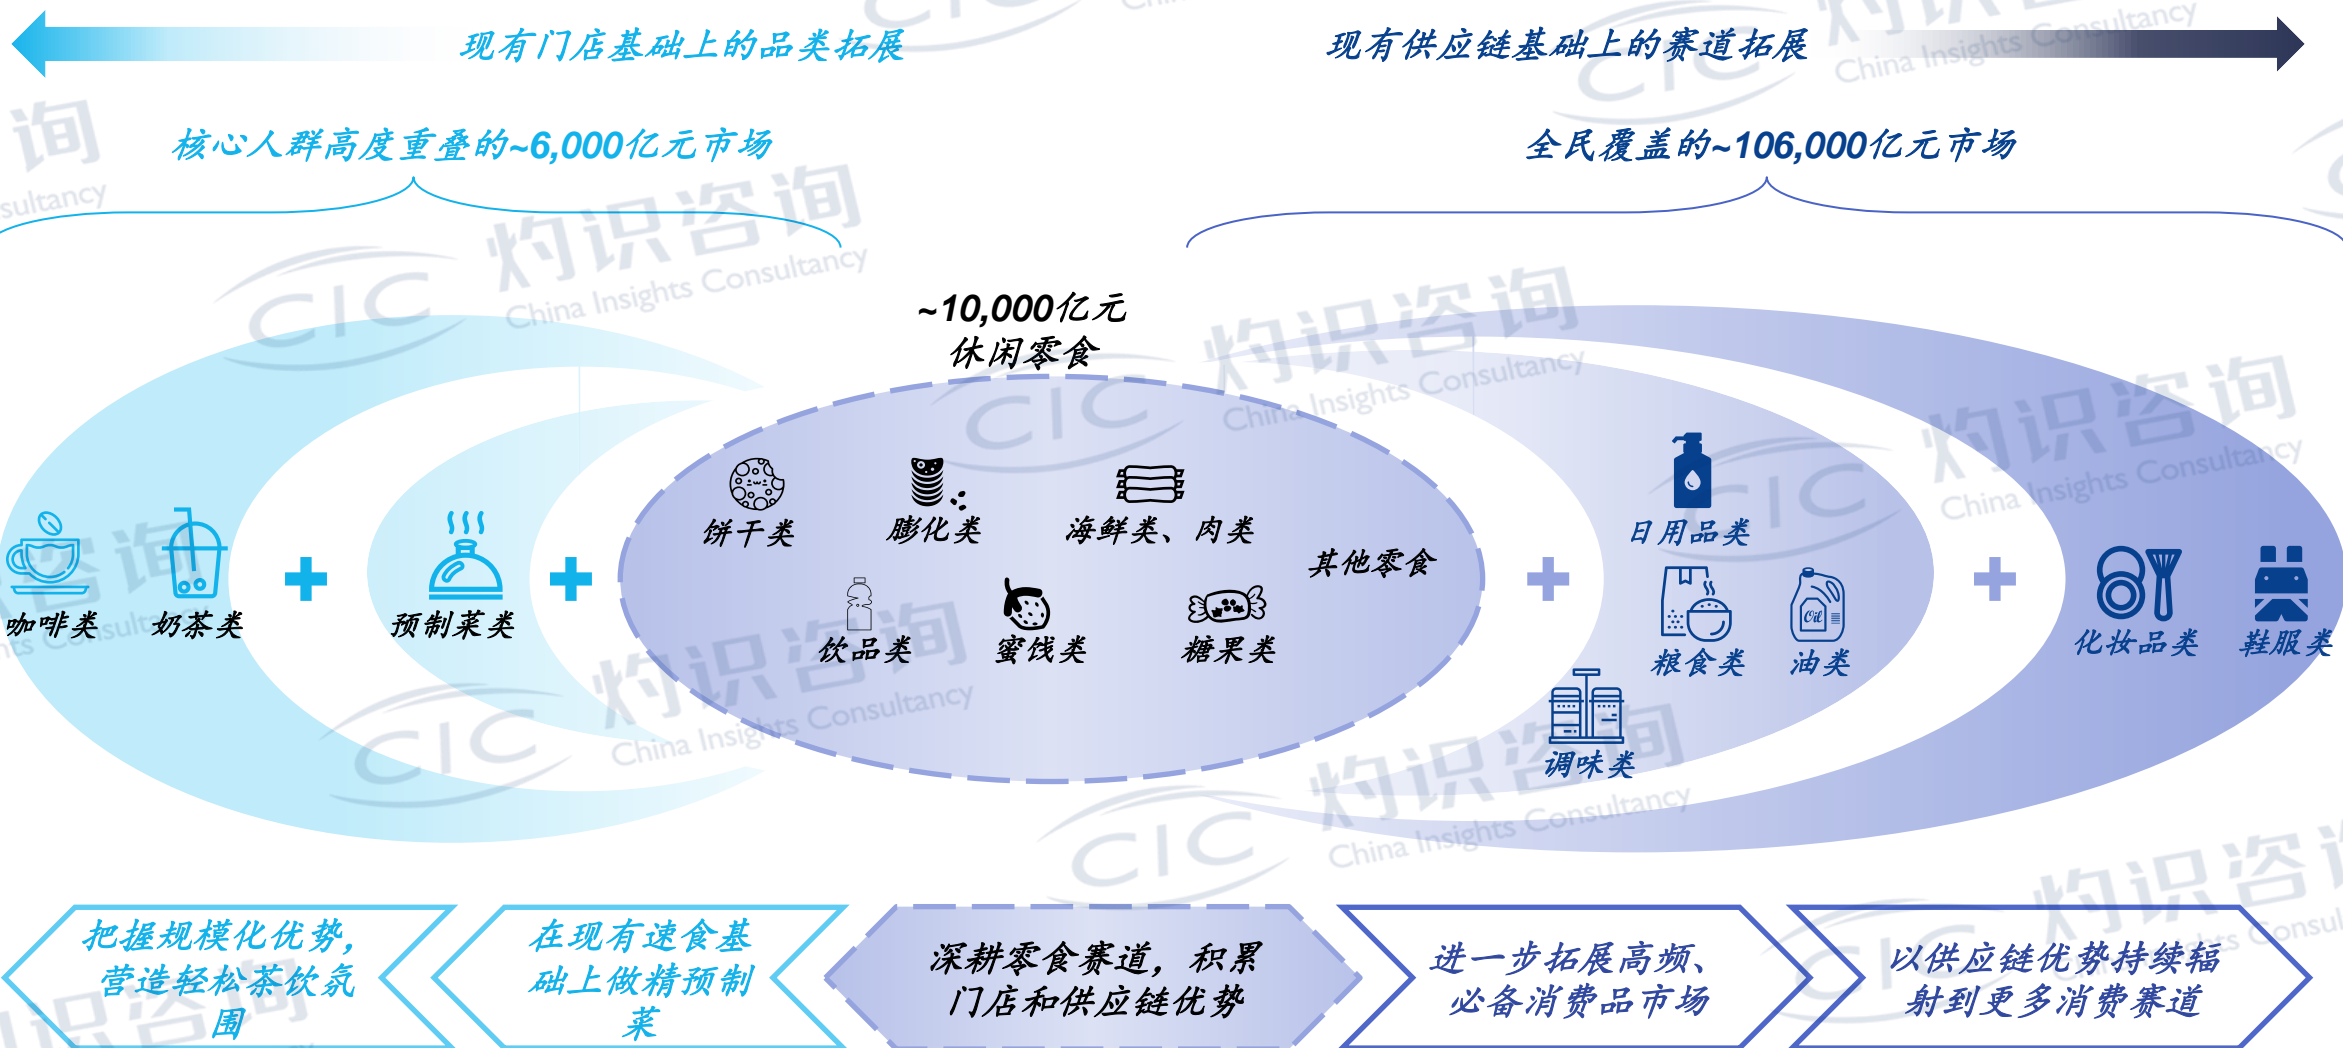 现有门店基础上的品类拓展
现有供应链基础上的赛道拓展
核心人群高度重叠的~6,000亿元市场
全民覆盖的~106,000亿元市场
~10,000亿元
休闲零食
咖啡类
奶茶类
预制菜类
饼干类
膨化类
海鲜类、肉类
其他零食
饮品类
蜜饯类
糖果类
日用品类
粮食类
油类
Oil
调味类
化妆品类
鞋服类
把握规模化优势，
营造轻松茶饮氛
围
在现有速食基
础上做精预制
菜
深耕零食赛道，积累
门店和供应链优势
进一步拓展高频、
必备消费品市场
以供应链优势持续辐
射到更多消费赛道
CIC 灼识咨询
China Insights Consultancy